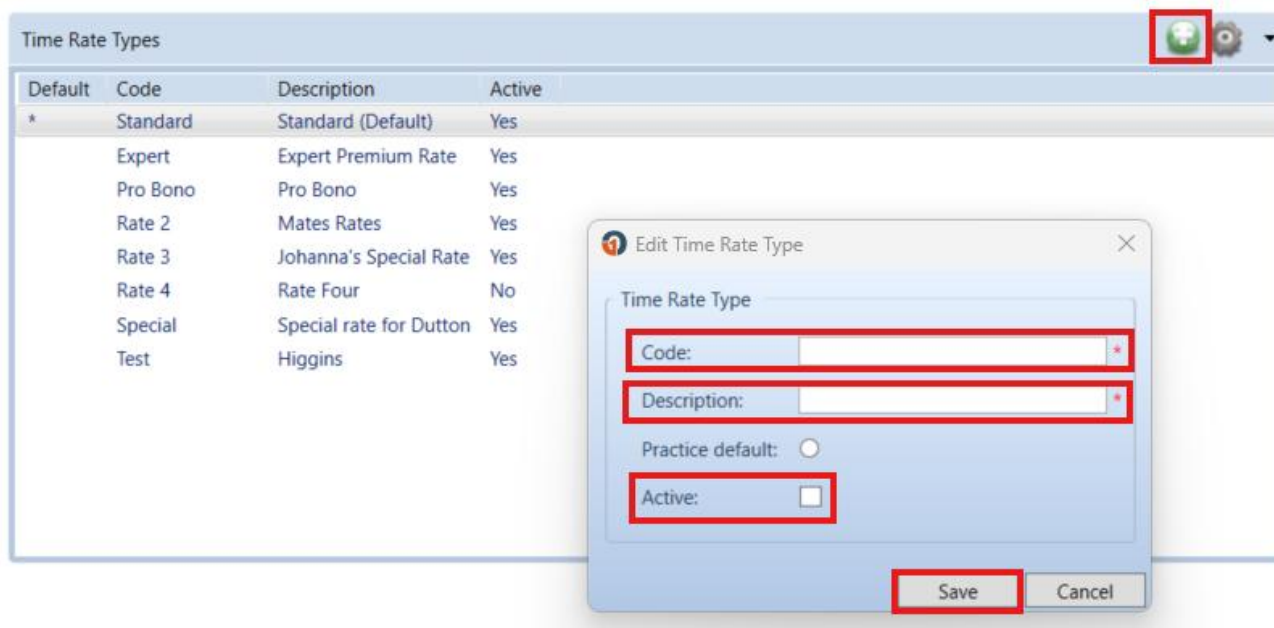 Time Rate Types
Default Code Description Active
* Standard Standard (Default) Yes
Expert Expert Premium Rate Yes
Pro Bono Pro Bono Yes
Rate 2 Mates Rates Yes
Rate 3 Johanna's Special Rate Yes
Rate 4 Rate Four No
Special Special rate for Dutton Yes
Test Higgins Yes
Edit Time Rate Type
Time Rate Type
Code: *
Description: *
Practice default:
Active:
Save Cancel